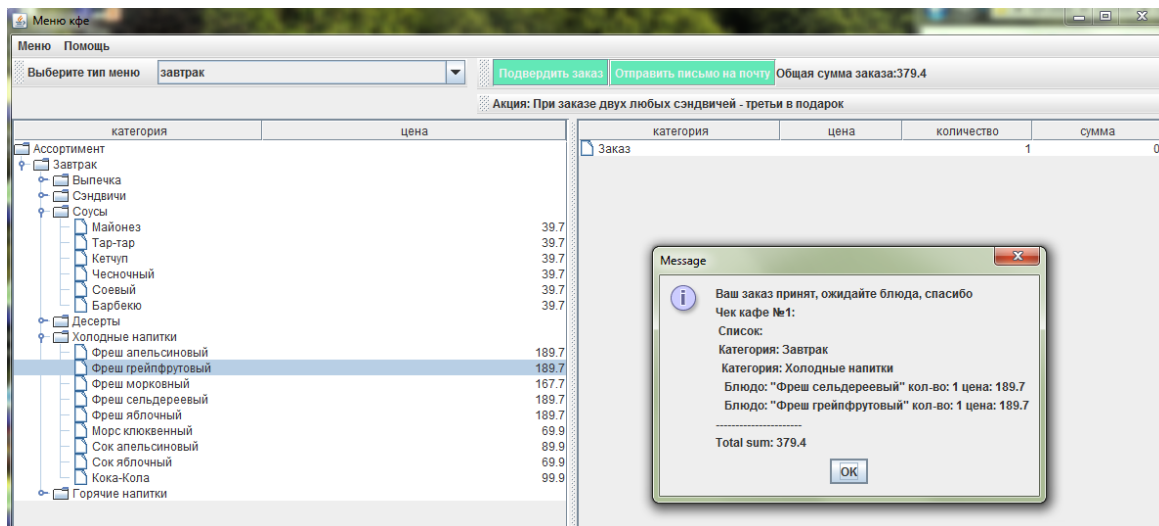 Меню кфе
Меню Помощь
Выберите тип меню завтрак
Подвердить заказ Отправить письмо на почту Общая сумма заказа:379.4
Акция: При заказе двух любых сэндвичей - третьи в подарок
категория цена
Ассортимент
Завтрак
Выпечка
Сэндвичи
Соусы
Майонез 39.7
Тар-тар 39.7
Кетчуп 39.7
Чесночный 39.7
Соевый 39.7
Барбекю 39.7
Десерты
Холодные напитки
Фреш апельсиновый 189.7
Фреш грейпфрутовый 189.7
Фреш морковный 167.7
Фреш сельдереевый 189.7
Фреш яблочный 189.7
Морс клюквенный 69.9
Сок апельсиновый 89.9
Сок яблочный 69.9
Кока-Кола 99.9
Горячие напитки
категория цена количество сумма
Заказ 1 0
Message
Ваш заказ принят, ожидайте блюда, спасибо
Чек кафе №1:
Список:
Категория: Завтрак
Категория: Холодные напитки
Блюдо: "Фреш сельдереевый" кол-во: 1 цена: 189.7
Блюдо: "Фреш грейпфрутовый" кол-во: 1 цена: 189.7
----------------------
Total sum: 379.4
OK